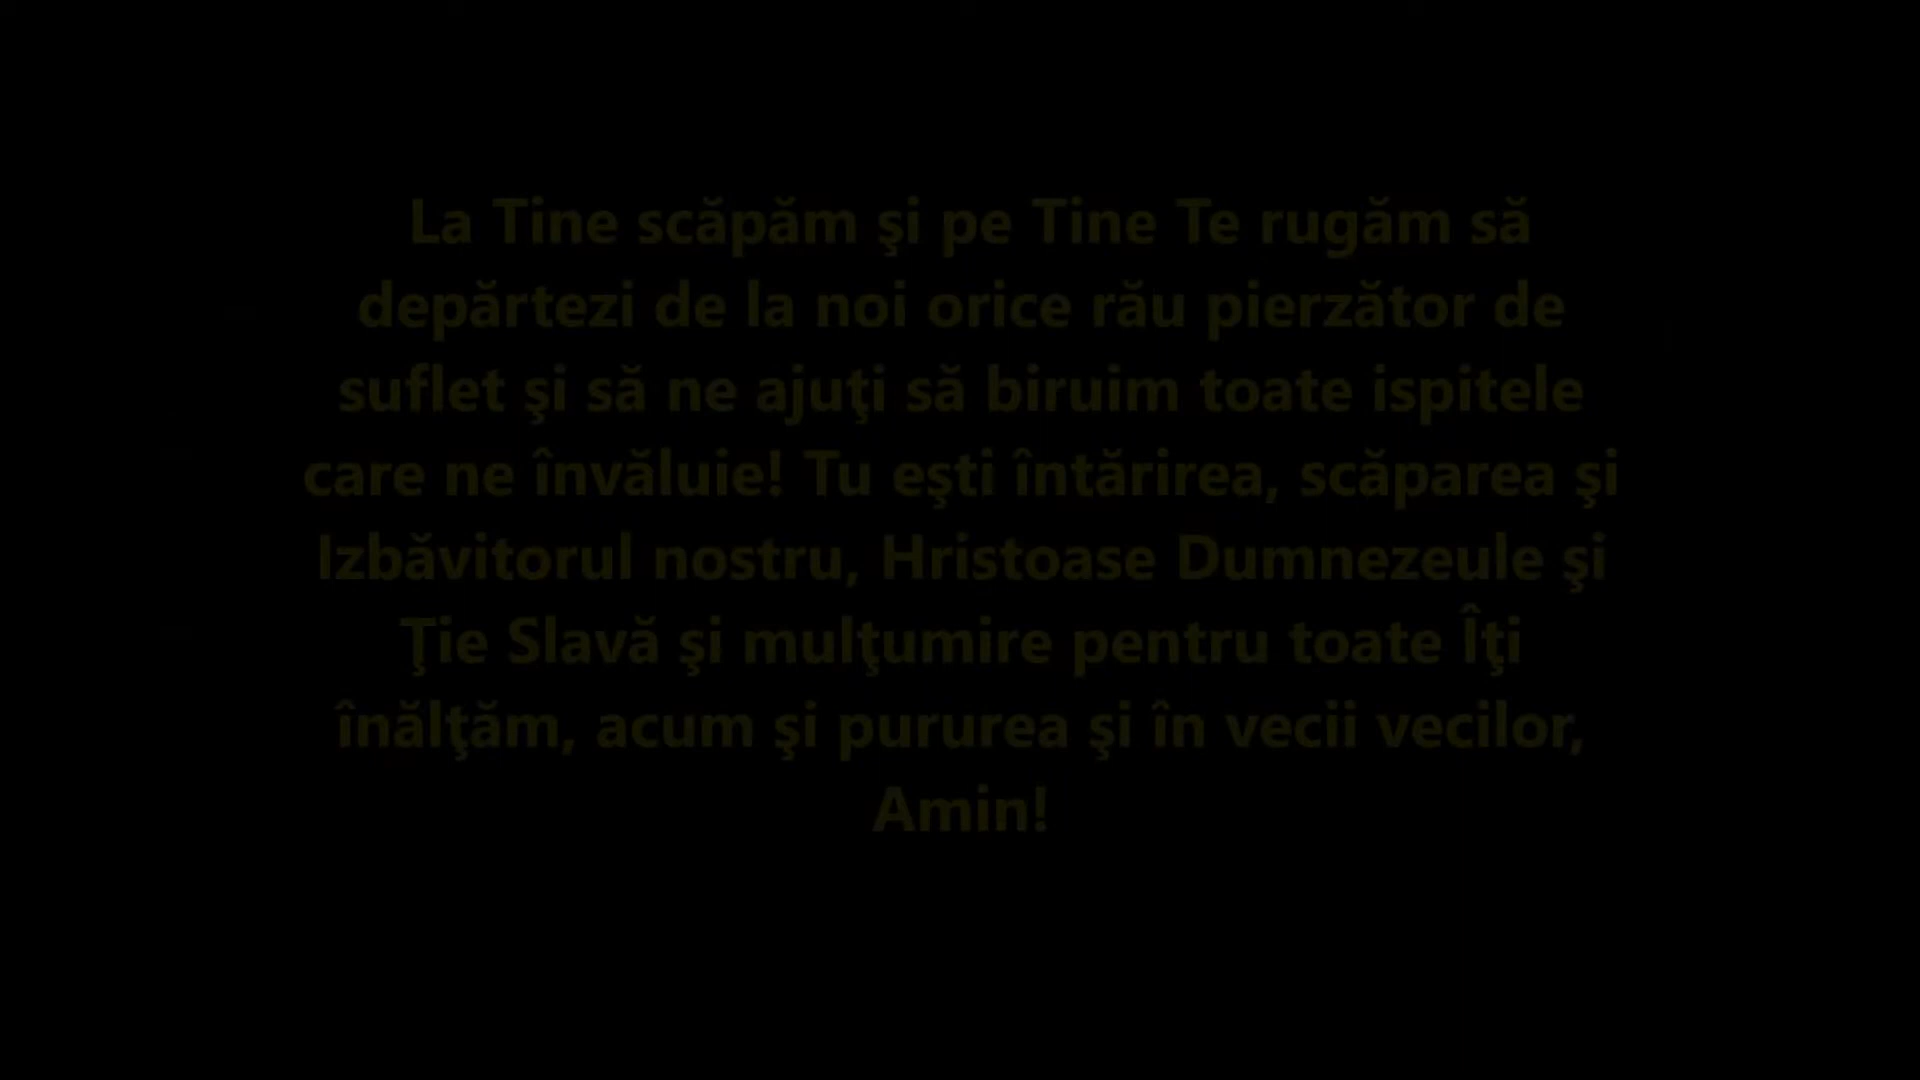 La Tine scăpăm şi pe Tine Te rugăm să
depărtezi de la noi orice rău pierzător de
suflet şi să ne ajuţi să biruim toate ispitele
care ne învăluie! Tu eşti întărirea, scăparea şi
Izbăvitorul nostru, Hristoase Dumnezeule şi
Ţie Slavă şi mulţumire pentru toate Îţi
înălţăm, acum şi pururea şi în vecii vecilor,
Amin!